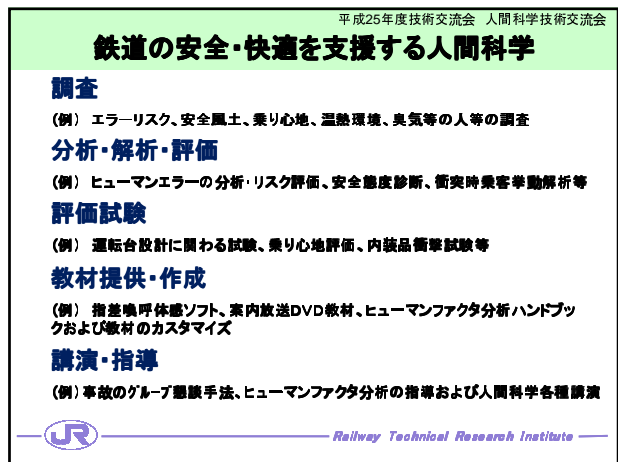 平成25年度技術交流会　人間科学技術交流会
鉄道の安全・快適を支援する人間科学
調査
(例)　エラーリスク、安全風土、乗り心地、温熱環境、臭気等の人等の調査
分析・解析・評価
(例)　ヒューマンエラーの分析・リスク評価、安全態度診断、衝突時乗客挙動解析等
評価試験
(例)　運転台設計に関わる試験、乗り心地評価、内装品衝撃試験等
教材提供・作成
(例)　指差喚呼体感ソフト、案内放送DVD教材、ヒューマンファクタ分析ハンドブッ
クおよび教材のカスタマイズ
講演・指導
(例)事故のグループ懇談手法、ヒューマンファクタ分析の指導および人間科学各種講演
JR
Railway Technical Research Institute